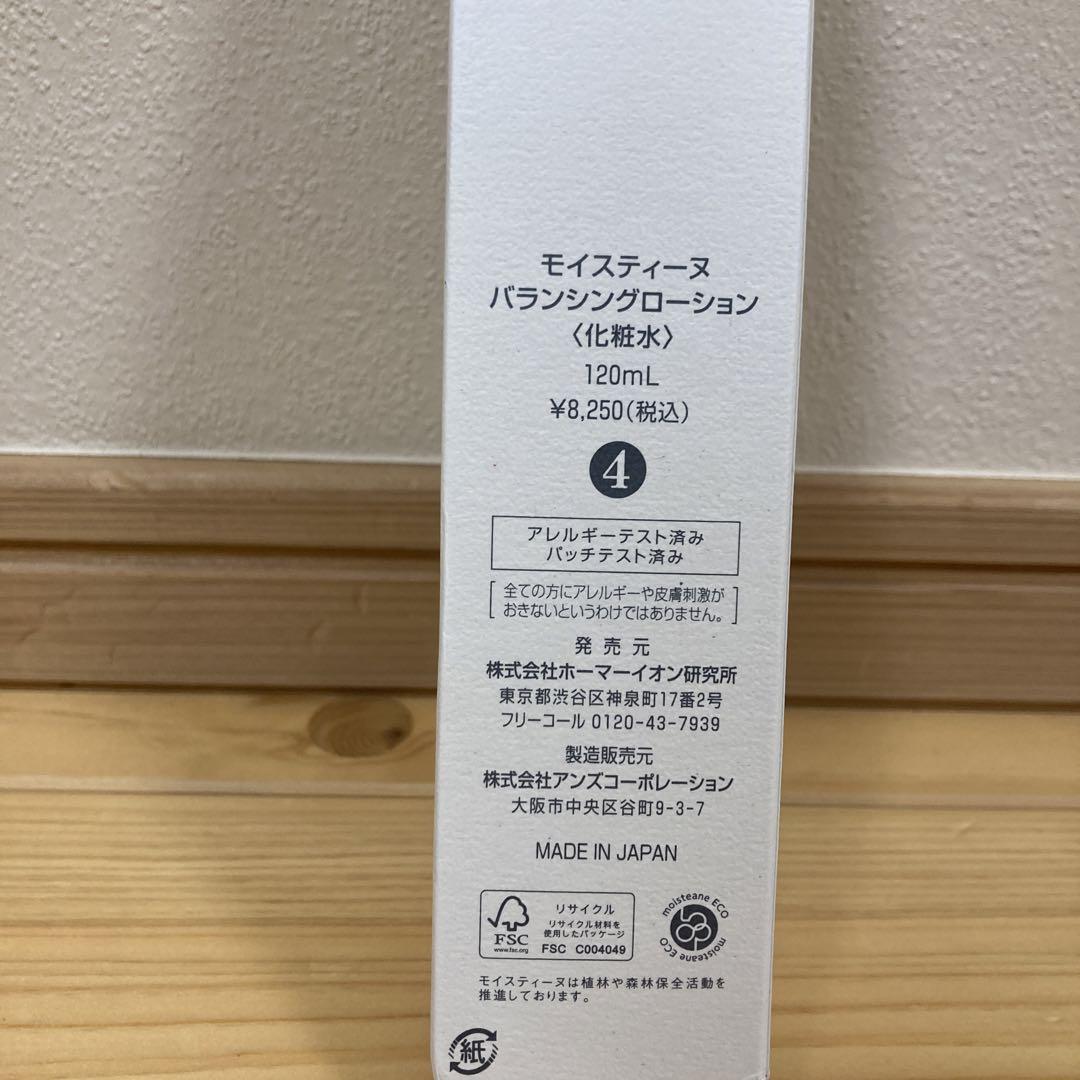 モイスティーヌ
バランシングローション
〈化粧水〉
120mL
¥8,250(税込)
4
アレルギーテスト済み
パッチテスト済み
[全ての方にアレルギーや皮膚刺激が
おきないというわけではありません。]
発売元
株式会社ホーマーイオン研究所
東京都渋谷区神泉町17番2号
フリーコール 0120-43-7939
製造販売元
株式会社アンズコーポレーション
大阪市中央区谷町9-3-7
MADE IN JAPAN
FSC
www.fsc.org
リサイクル
リサイクル材料を
使用したパッケージ
FSC C004049
moisteane ECO
moisteane ECO
モイスティーヌは植林や森林保全活動を
推進しております。
紙